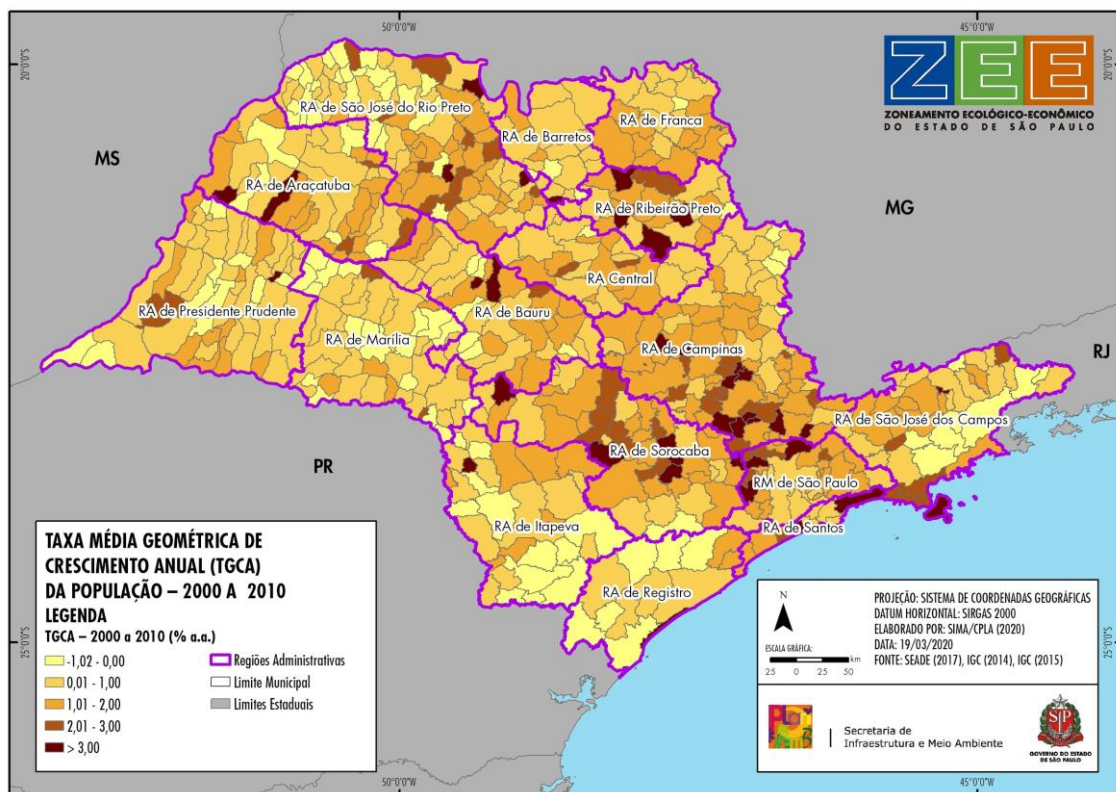 50°0'0"W
45°0'0"W
20°0'0"S
20°0'0"S
ZEE
ZONEAMENTO ECOLÓGICO-ECONÔMICO
DO ESTADO DE SÃO PAULO
RA de São José do Rio Preto
RA de Barretos
RA de Franca
MS
RA de Araçatuba
RA de Ribeirão Preto
MG
RA Central
RA de Presidente Prudente
RA de Bauru
RA de Marília
RA de Campinas
RJ
RA de São José dos Campos
RA de Sorocaba
PR
RM de São Paulo
RA de Itapeva
RA de Santos
RA de Registro
TAXA MÉDIA GEOMÉTRICA DE
CRESCIMENTO ANUAL (TGCA)
DA POPULAÇÃO – 2000 A 2010
LEGENDA
TGCA – 2000 a 2010 (% a.a.)
-1,02 - 0,00
0,01 - 1,00
1,01 - 2,00
2,01 - 3,00
> 3,00
Regiões Administrativas
Limite Municipal
Limites Estaduais
N
ESCALA GRÁFICA:
25 0 25 50 km
PROJEÇÃO: SISTEMA DE COORDENADAS GEOGRÁFICAS
DATUM HORIZONTAL: SIRGAS 2000
ELABORADO POR: SIMA/CPLA (2020)
DATA: 19/03/2020
FONTE: SEADE (2017), IGC (2014), IGC (2015)
25°0'0"S
25°0'0"S
Secretaria de
Infraestrutura e Meio Ambiente
SP
GOVERNO DO ESTADO
DE SÃO PAULO
50°0'0"W
45°0'0"W